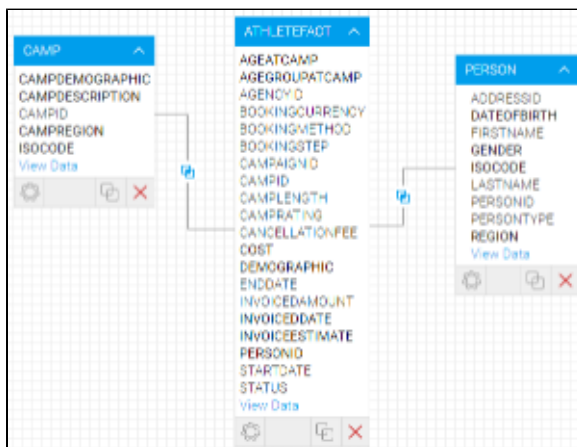 CAMP
CAMPDEMOGRAPHIC
CAMPDESCRIPTION
CAMPID
CAMPREGION
ISOCODE
View Data
ATHLETEFACT
AGEATCAMP
AGEGROUPATCAMP
AGENCYID
BOOKINGCURRENCY
BOOKINGMETHOD
BOOKINGSTEP
CAMPAIGNID
CAMPID
CAMPLENGTH
CAMPRATING
CANCELLATIONFEE
COST
DEMOGRAPHIC
ENDDATE
INVOICEDAMOUNT
INVOICEDDATE
INVOICEESTIMATE
PERSONID
STARTDATE
STATUS
View Data
PERSON
ADDRESSID
DATEOFBIRTH
FIRSTNAME
GENDER
ISOCODE
LASTNAME
PERSONID
PERSONTYPE
REGION
View Data